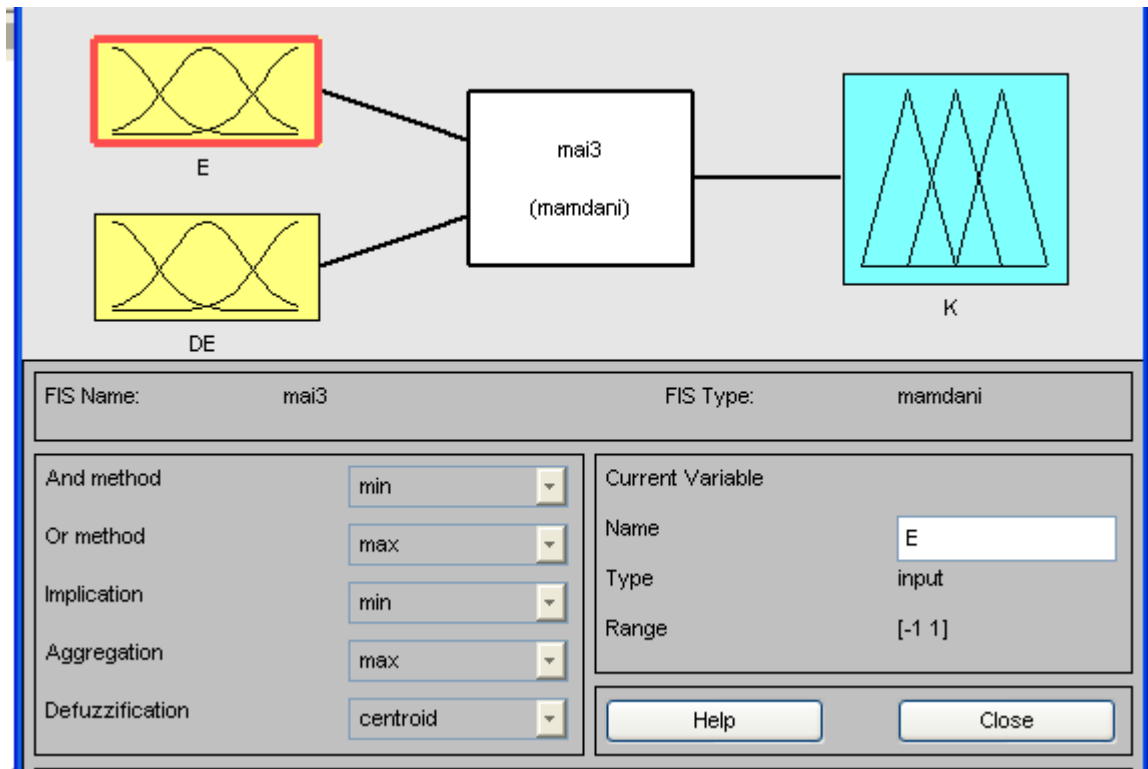 E
mai3
(mamdani)
K
DE
FIS Name: mai3 FIS Type: mamdani
And method min
Or method max
Implication min
Aggregation max
Defuzzification centroid
Current Variable
Name E
Type input
Range [-1 1]
Help Close